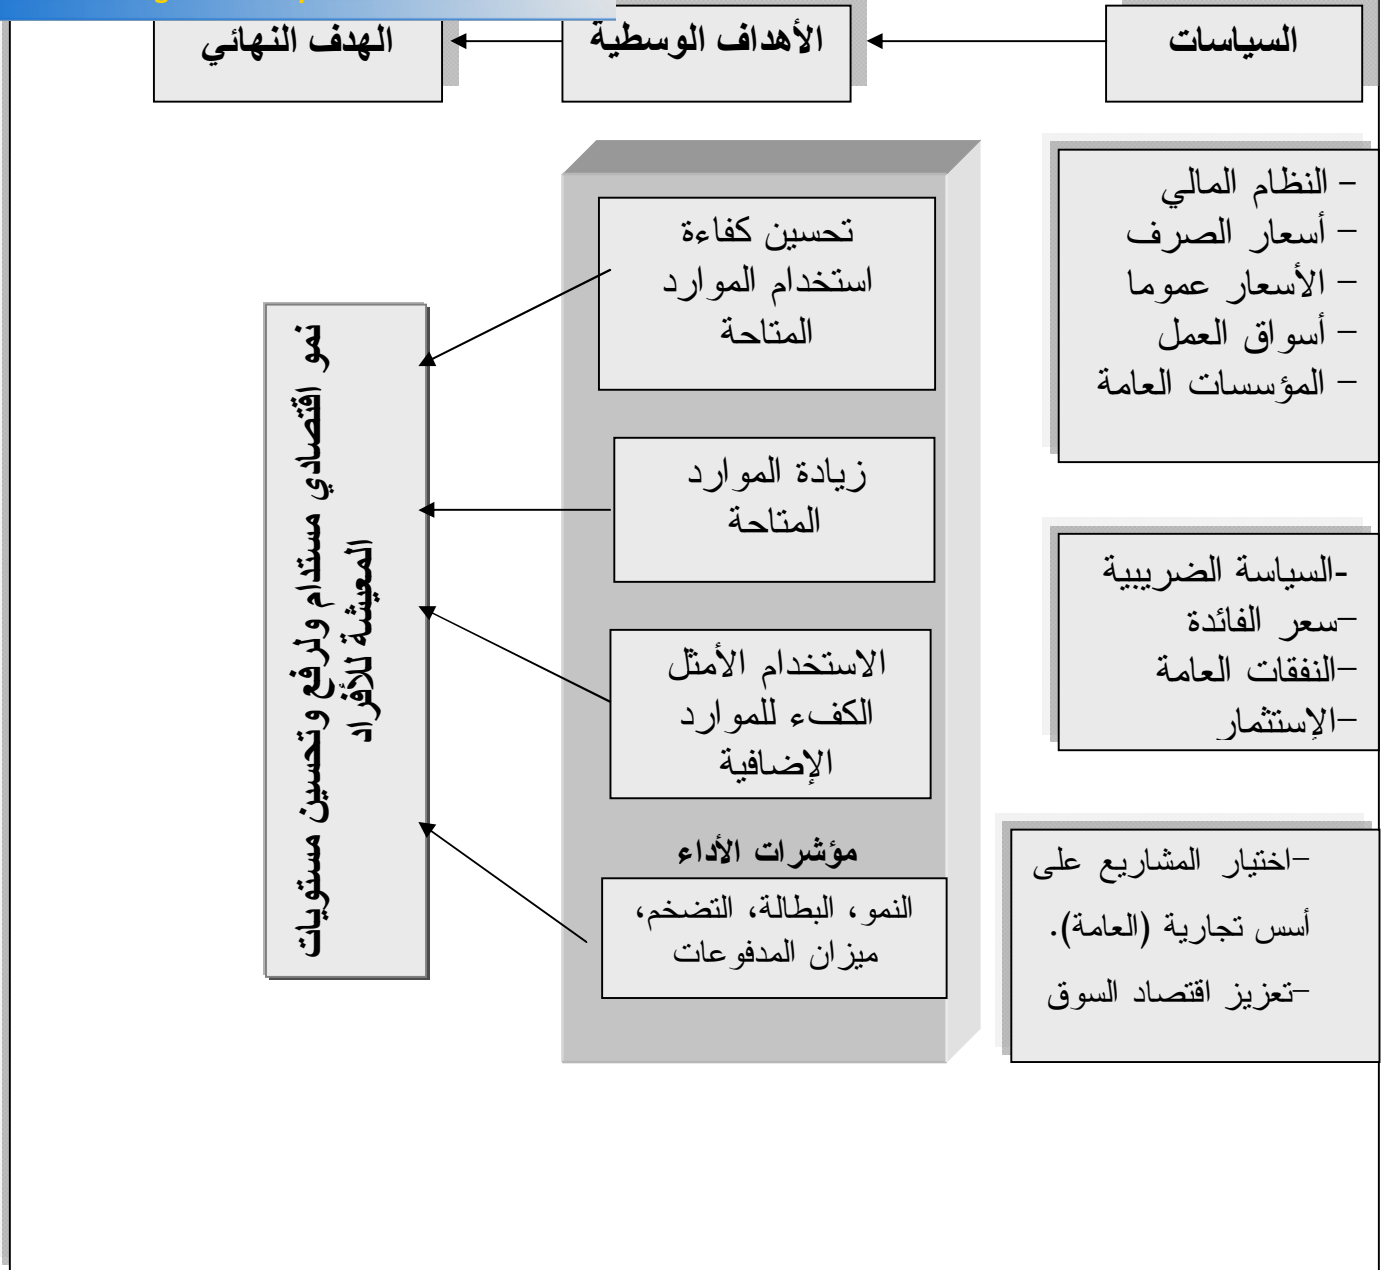 السياسات
الأهداف الوسطية
الهدف النهائي
– النظام المالي
– أسعار الصرف
– الأسعار عموما
– أسواق العمل
– المؤسسات العامة
-السياسة الضريبية
–سعر الفائدة
–النفقات العامة
–الإستثمار
–اختيار المشاريع على
أسس تجارية (العامة).
–تعزيز اقتصاد السوق
تحسين كفاءة
استخدام الموارد
المتاحة
زيادة الموارد
المتاحة
الاستخدام الأمثل
الكفء للموارد
الإضافية
مؤشرات الأداء
النمو، البطالة، التضخم،
ميزان المدفوعات
نمو اقتصادي مستدام ولرفع وتحسين مستويات
المعيشة للأفراد